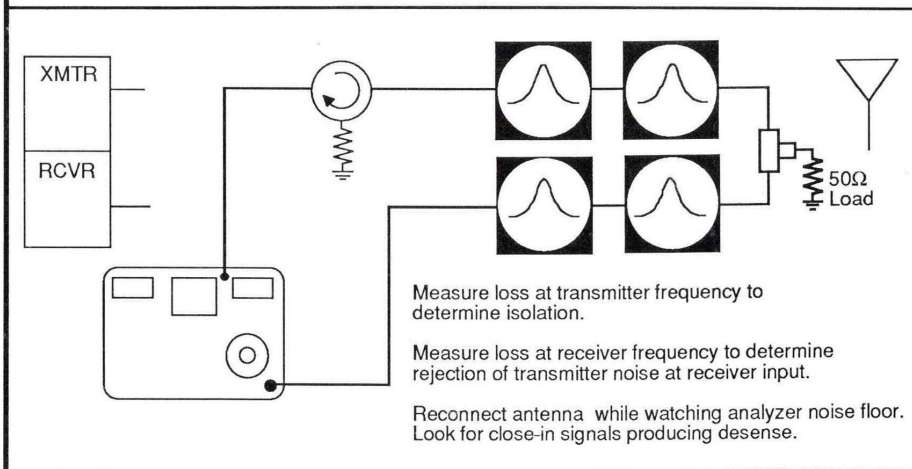 XMTR
RCVR
50Ω
Load
Measure loss at transmitter frequency to
determine isolation.
Measure loss at receiver frequency to determine
rejection of transmitter noise at receiver input.
Reconnect antenna while watching analyzer noise floor.
Look for close-in signals producing desense.